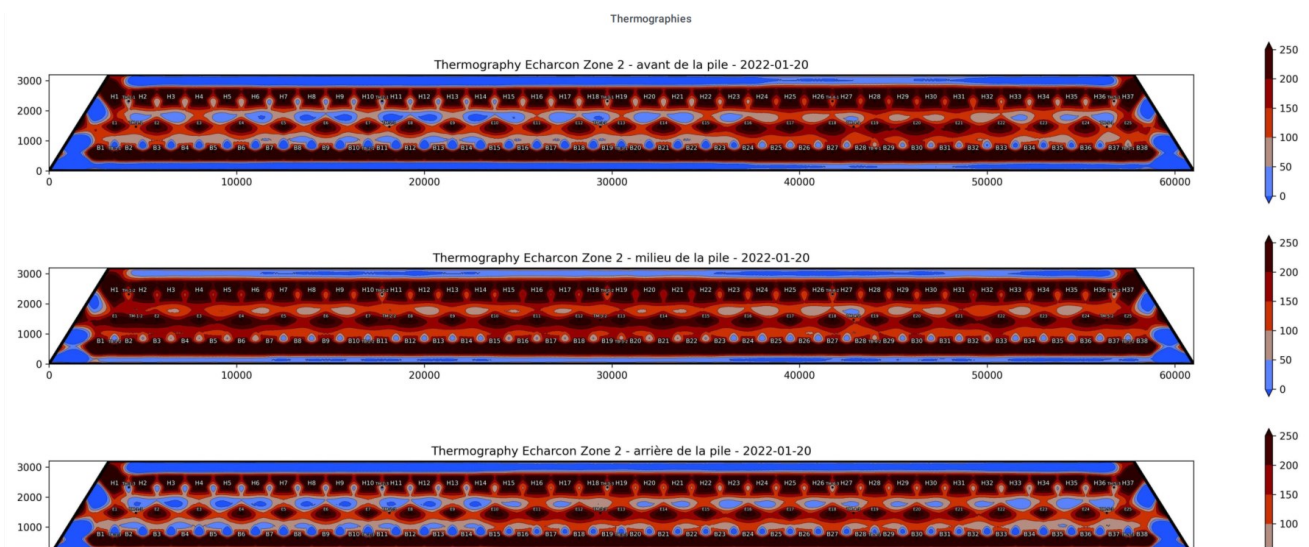 Thermographies
Thermography Echarcon Zone 2 - avant de la pile - 2022-01-20
3000
2000
1000
0
H1 H2 H3 H4 H5 H6 H7 H8 H9 H10 H11 H12 H13 H14 H15 H16 H17 H18 H19 H20 H21 H22 H23 H24 H25 H26 H27 H28 H29 H30 H31 H32 H33 H34 H35 H36 H37
B1 B2 B3 B4 B5 B6 B7 B8 B9 B10 B11 B12 B13 B14 B15 B16 B17 B18 B19 B20 B21 B22 B23 B24 B25 B26 B27 B28 B29 B30 B31 B32 B33 B34 B35 B36 B37 B38
0 10000 20000 30000 40000 50000 60000
250
200
150
100
50
0
Thermography Echarcon Zone 2 - milieu de la pile - 2022-01-20
3000
2000
1000
0
H1 H2 H3 H4 H5 H6 H7 H8 H9 H10 H11 H12 H13 H14 H15 H16 H17 H18 H19 H20 H21 H22 H23 H24 H25 H26 H27 H28 H29 H30 H31 H32 H33 H34 H35 H36 H37
B1 B2 B3 B4 B5 B6 B7 B8 B9 B10 B11 B12 B13 B14 B15 B16 B17 B18 B19 B20 B21 B22 B23 B24 B25 B26 B27 B28 B29 B30 B31 B32 B33 B34 B35 B36 B37 B38
0 10000 20000 30000 40000 50000 60000
250
200
150
100
50
0
Thermography Echarcon Zone 2 - arrière de la pile - 2022-01-20
3000
2000
1000
H1 H2 H3 H4 H5 H6 H7 H8 H9 H10 H11 H12 H13 H14 H15 H16 H17 H18 H19 H20 H21 H22 H23 H24 H25 H26 H27 H28 H29 H30 H31 H32 H33 H34 H35 H36 H37
B1 B2 B3 B4 B5 B6 B7 B8 B9 B10 B11 B12 B13 B14 B15 B16 B17 B18 B19 B20 B21 B22 B23 B24 B25 B26 B27 B28 B29 B30 B31 B32 B33 B34 B35 B36 B37 B38
250
200
150
100